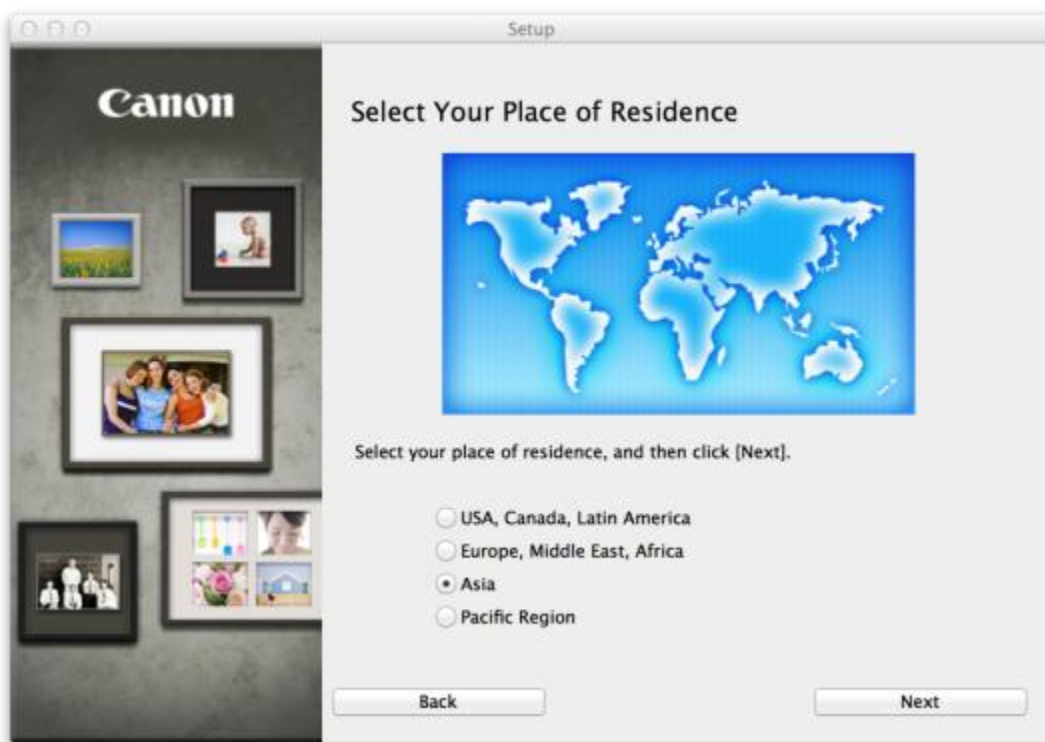 Setup
Canon
Select Your Place of Residence
Select your place of residence, and then click [Next].
USA, Canada, Latin America
Europe, Middle East, Africa
Asia
Pacific Region
Back
Next